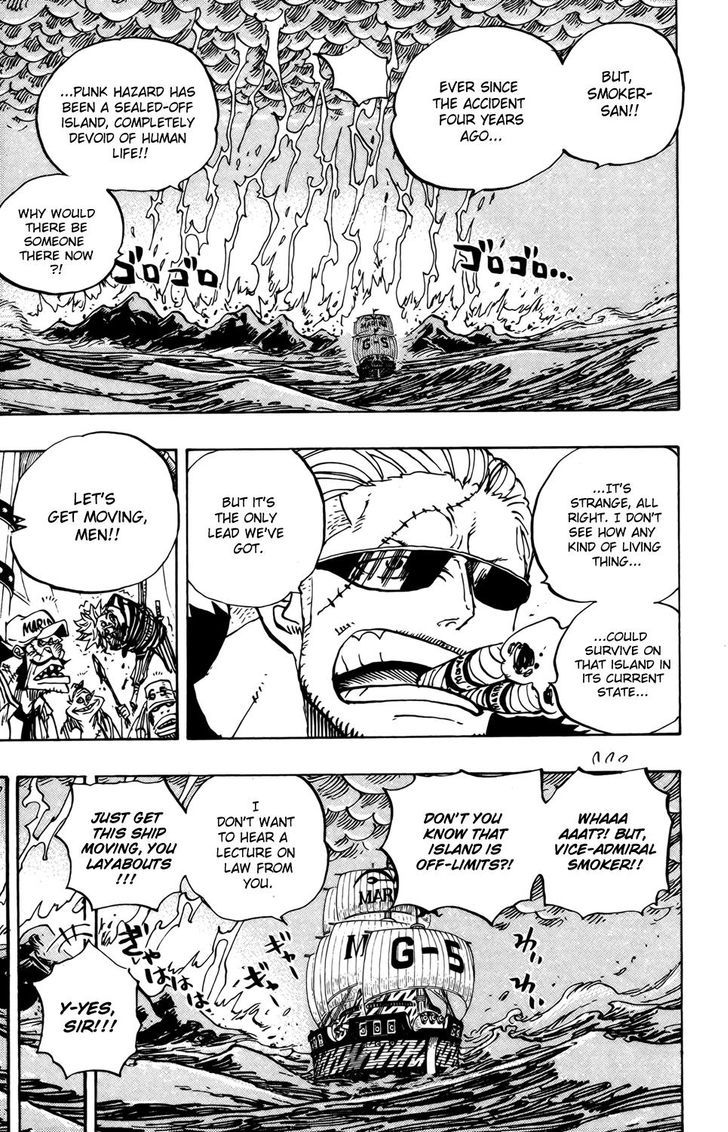 BUT,
SMOKER-
SAN!!
EVER SINCE
THE ACCIDENT
FOUR YEARS
AGO...
...PUNK HAZARD HAS
BEEN A SEALED-OFF
ISLAND, COMPLETELY
DEVOID OF HUMAN
LIFE!!
WHY WOULD
THERE BE
SOMEONE
THERE NOW
?!
ゴロゴロ...
ゴロゴロ
MARINE
G-5
...IT'S
STRANGE, ALL
RIGHT. I DON'T
SEE HOW ANY
KIND OF LIVING
THING...
...COULD
SURVIVE ON
THAT ISLAND IN
ITS CURRENT
STATE...
BUT IT'S
THE ONLY
LEAD WE'VE
GOT.
LET'S
GET MOVING,
MEN!!
MARIN
G-5
WHAAA
AAAT?! BUT,
VICE-ADMIRAL
SMOKER!!
DON'T YOU
KNOW THAT
ISLAND IS
OFF-LIMITS?!
I
DON'T WANT
TO HEAR A
LECTURE ON
LAW FROM
YOU.
JUST GET
THIS SHIP
MOVING, YOU
LAYABOUTS
!!!
MAR
M
G-5
わー
わー
ぎゃはははは
Y-YES,
SIR!!!